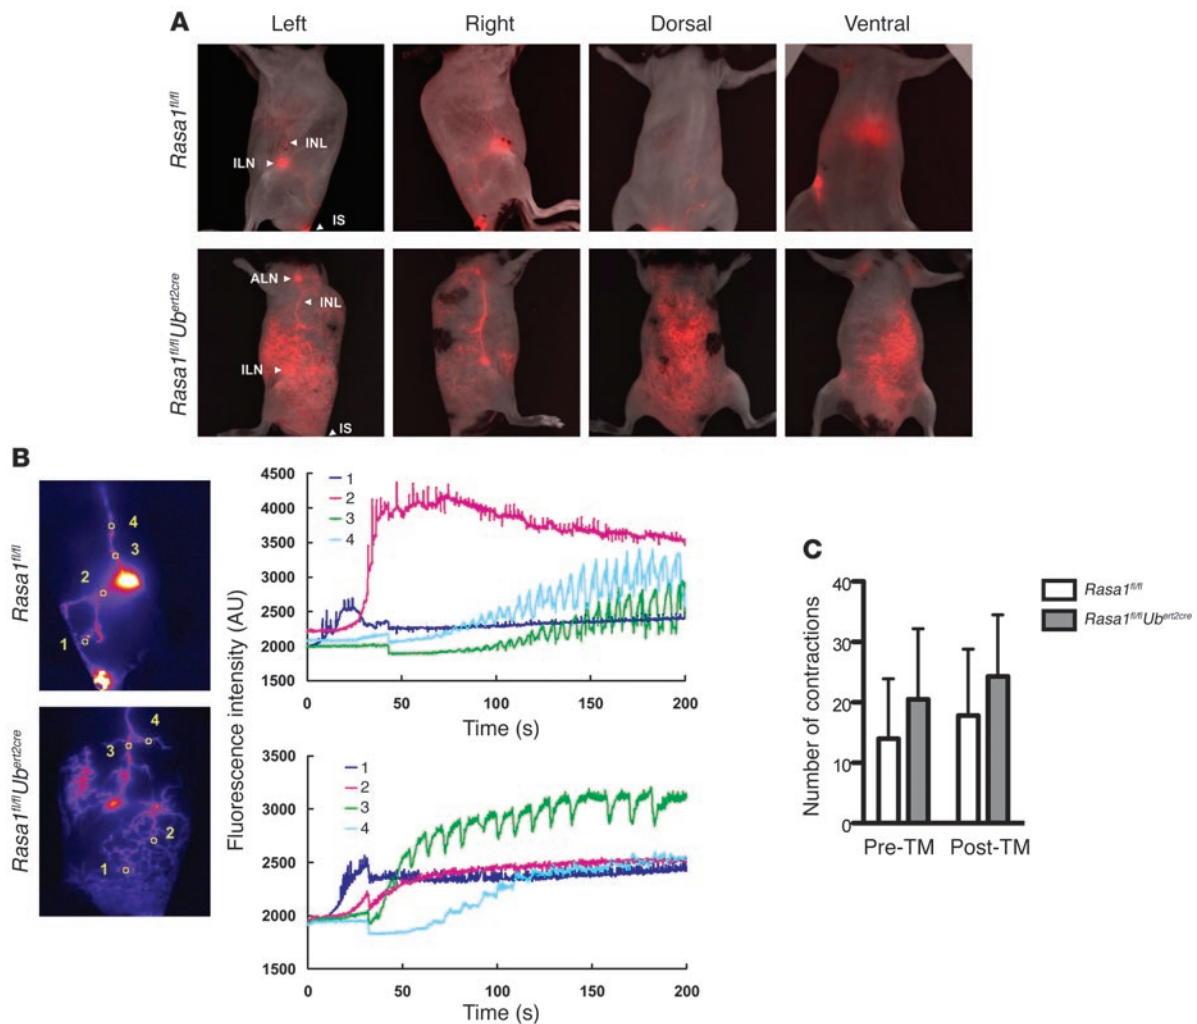 A
Left Right Dorsal Ventral
Rasa1fl/fl
INL
ILN
IS
Rasa1fl/flUbert2cre
ALN
INL
ILN
IS
B
Rasa1fl/fl
4
3
2
1
Rasa1fl/flUbert2cre
4
3
2
1
Fluorescence intensity (AU)
4500
4000
3500
3000
2500
2000
1500
1
2
3
4
0 50 100 150 200
Time (s)
3500
3000
2500
2000
1500
1
2
3
4
0 50 100 150 200
Time (s)
C
Number of contractions
40
30
20
10
0
Pre-TM Post-TM
Rasa1fl/fl
Rasa1fl/flUbert2cre